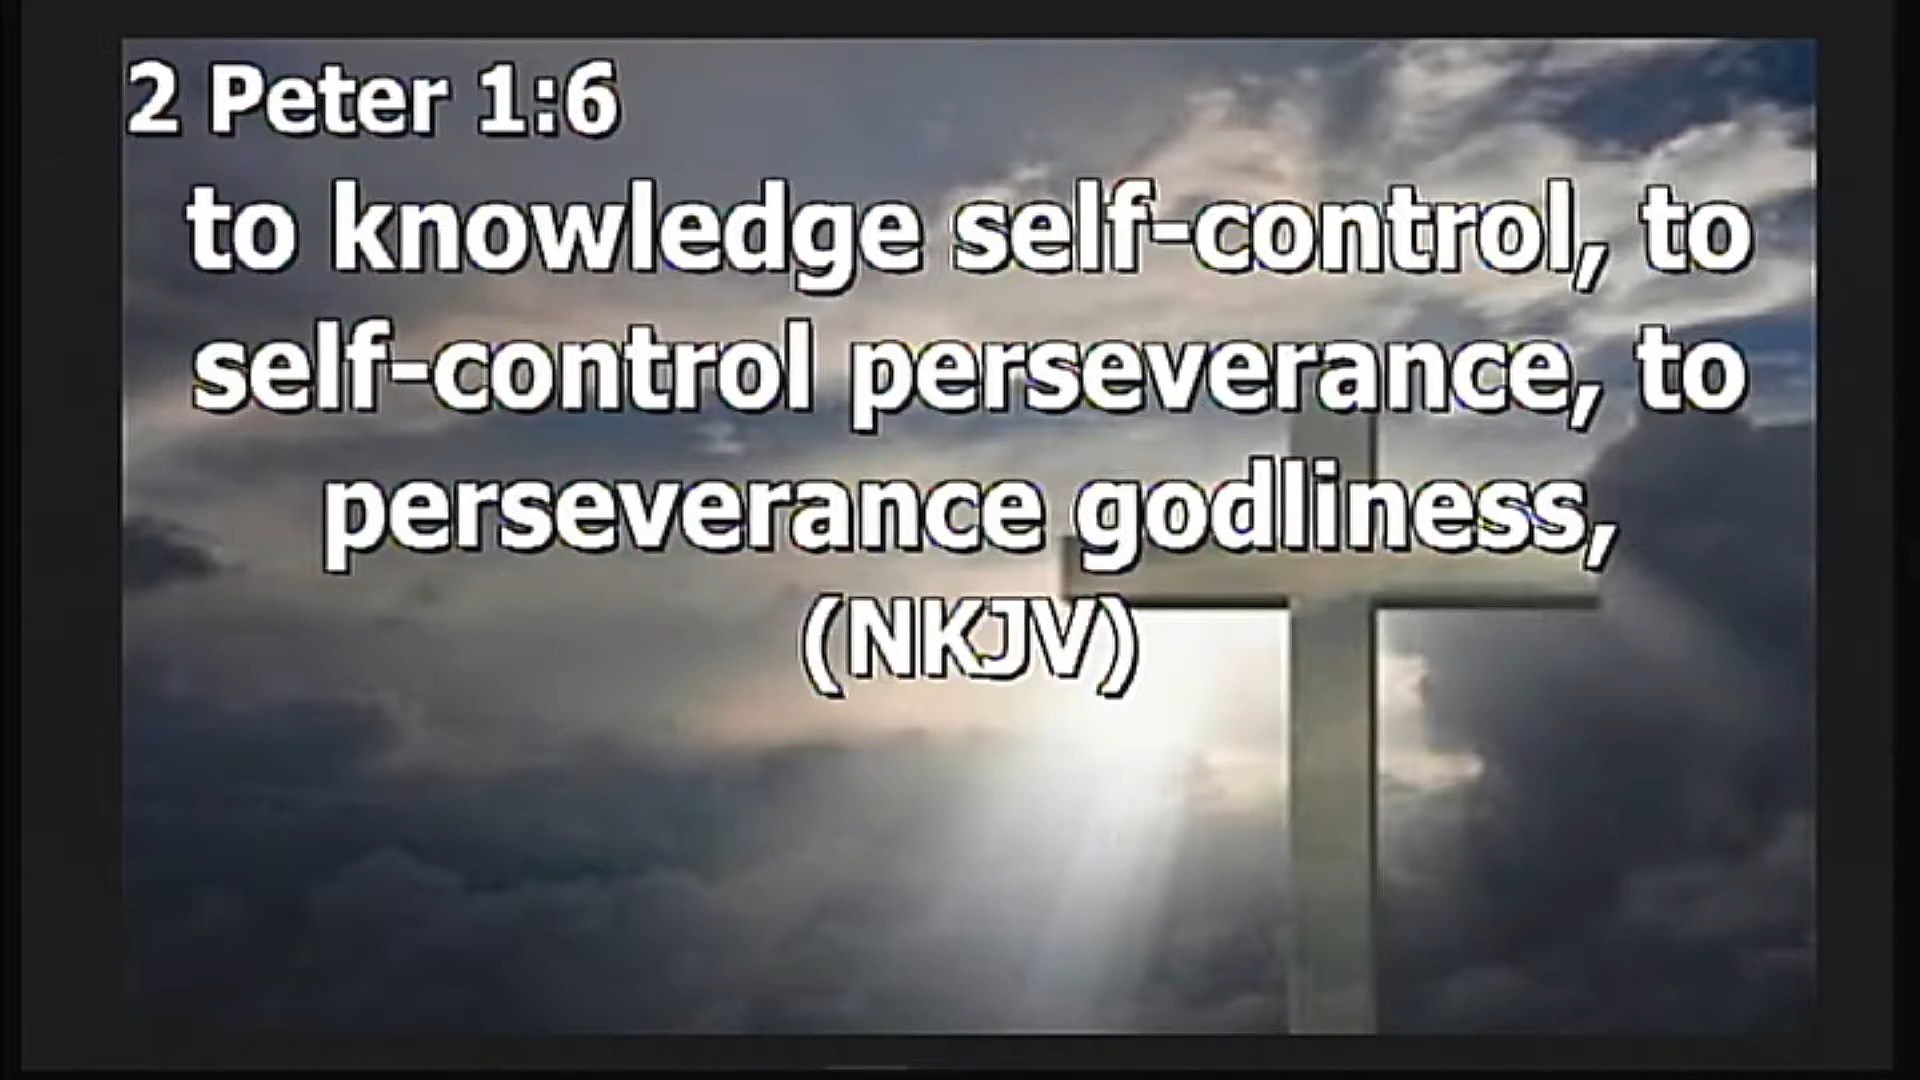 2 Peter 1:6
to knowledge self-control, to
self-control perseverance, to
perseverance godliness,
(NKJV)